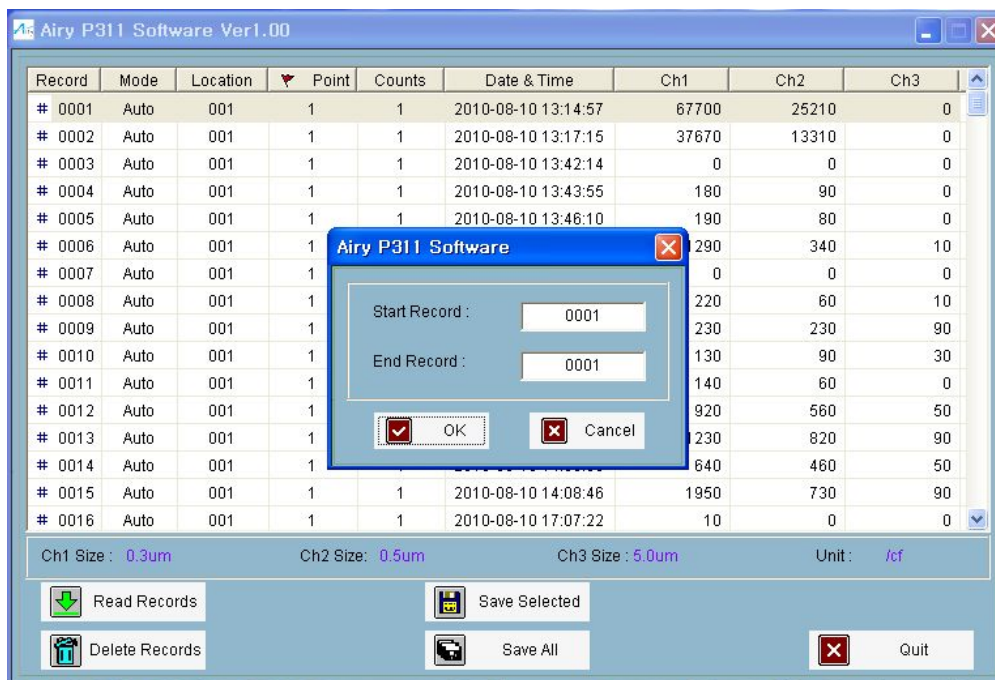 Airy P311 Software Ver1.00
Record Mode Location Point Counts Date & Time Ch1 Ch2 Ch3
# 0001 Auto 001 1 1 2010-08-10 13:14:57 67700 25210 0
# 0002 Auto 001 1 1 2010-08-10 13:17:15 37670 13310 0
# 0003 Auto 001 1 1 2010-08-10 13:42:14 0 0 0
# 0004 Auto 001 1 1 2010-08-10 13:43:55 180 90 0
# 0005 Auto 001 1 1 2010-08-10 13:46:10 190 80 0
# 0006 Auto 001 1 290 340 10
# 0007 Auto 001 1 0 0 0
# 0008 Auto 001 1 220 60 10
# 0009 Auto 001 1 230 230 90
# 0010 Auto 001 1 130 90 30
# 0011 Auto 001 1 140 60 0
# 0012 Auto 001 1 920 560 50
# 0013 Auto 001 1 230 820 90
# 0014 Auto 001 1 640 460 50
# 0015 Auto 001 1 1 2010-08-10 14:08:46 1950 730 90
# 0016 Auto 001 1 1 2010-08-10 17:07:22 10 0 0
Airy P311 Software
Start Record : 0001
End Record : 0001
OK Cancel
Ch1 Size : 0.3um Ch2 Size: 0.5um Ch3 Size : 5.0um Unit : /cf
Read Records Save Selected
Delete Records Save All Quit